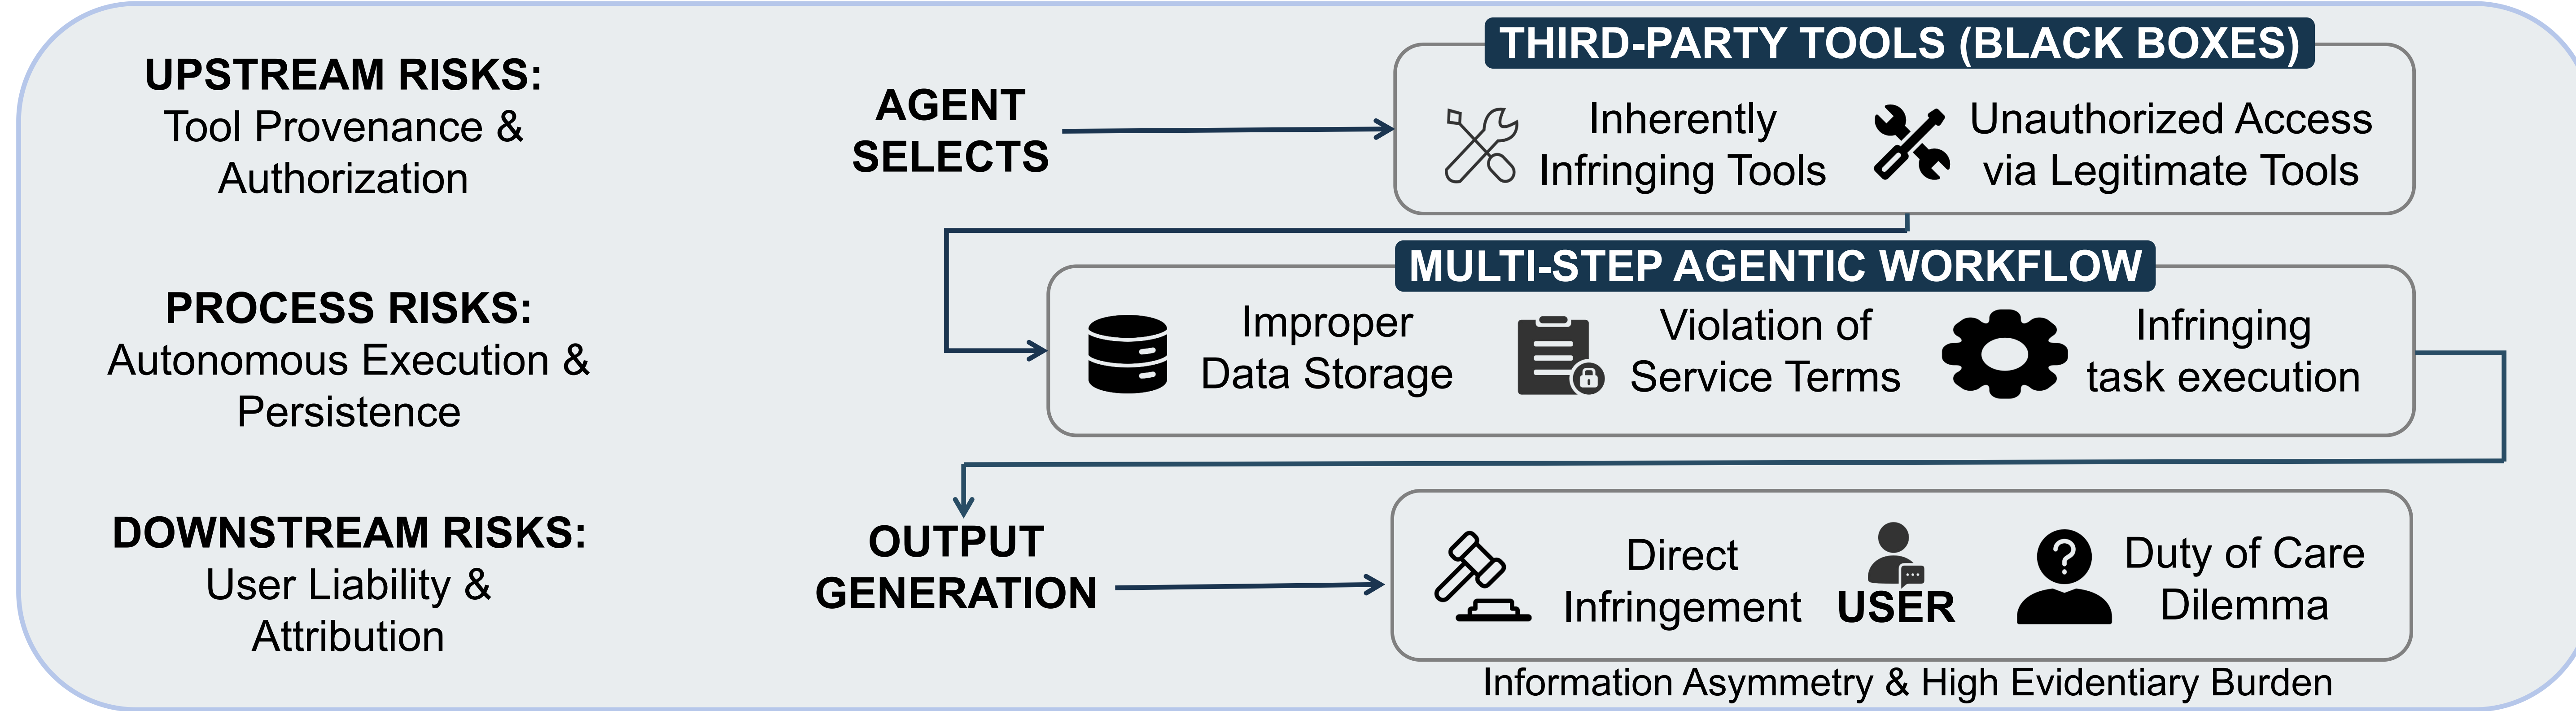 UPSTREAM RISKS:
Tool Provenance &
Authorization
AGENT
SELECTS
THIRD-PARTY TOOLS (BLACK BOXES)
Inherently
Infringing Tools
Unauthorized Access
via Legitimate Tools
PROCESS RISKS:
Autonomous Execution &
Persistence
MULTI-STEP AGENTIC WORKFLOW
Improper
Data Storage
Violation of
Service Terms
Infringing
task execution
DOWNSTREAM RISKS:
User Liability &
Attribution
OUTPUT
GENERATION
Direct
Infringement
USER
?
Duty of Care
Dilemma
Information Asymmetry & High Evidentiary Burden